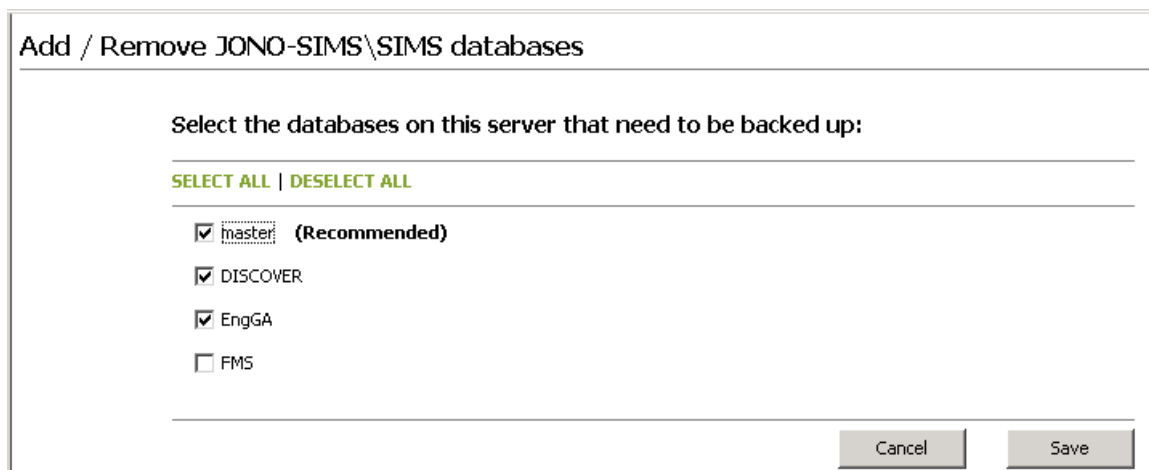 Add / Remove JONO-SIMS\SIMS databases
Select the databases on this server that need to be backed up:
SELECT ALL | DESELECT ALL
master (Recommended)
DISCOVER
EngGA
FMS
Cancel Save